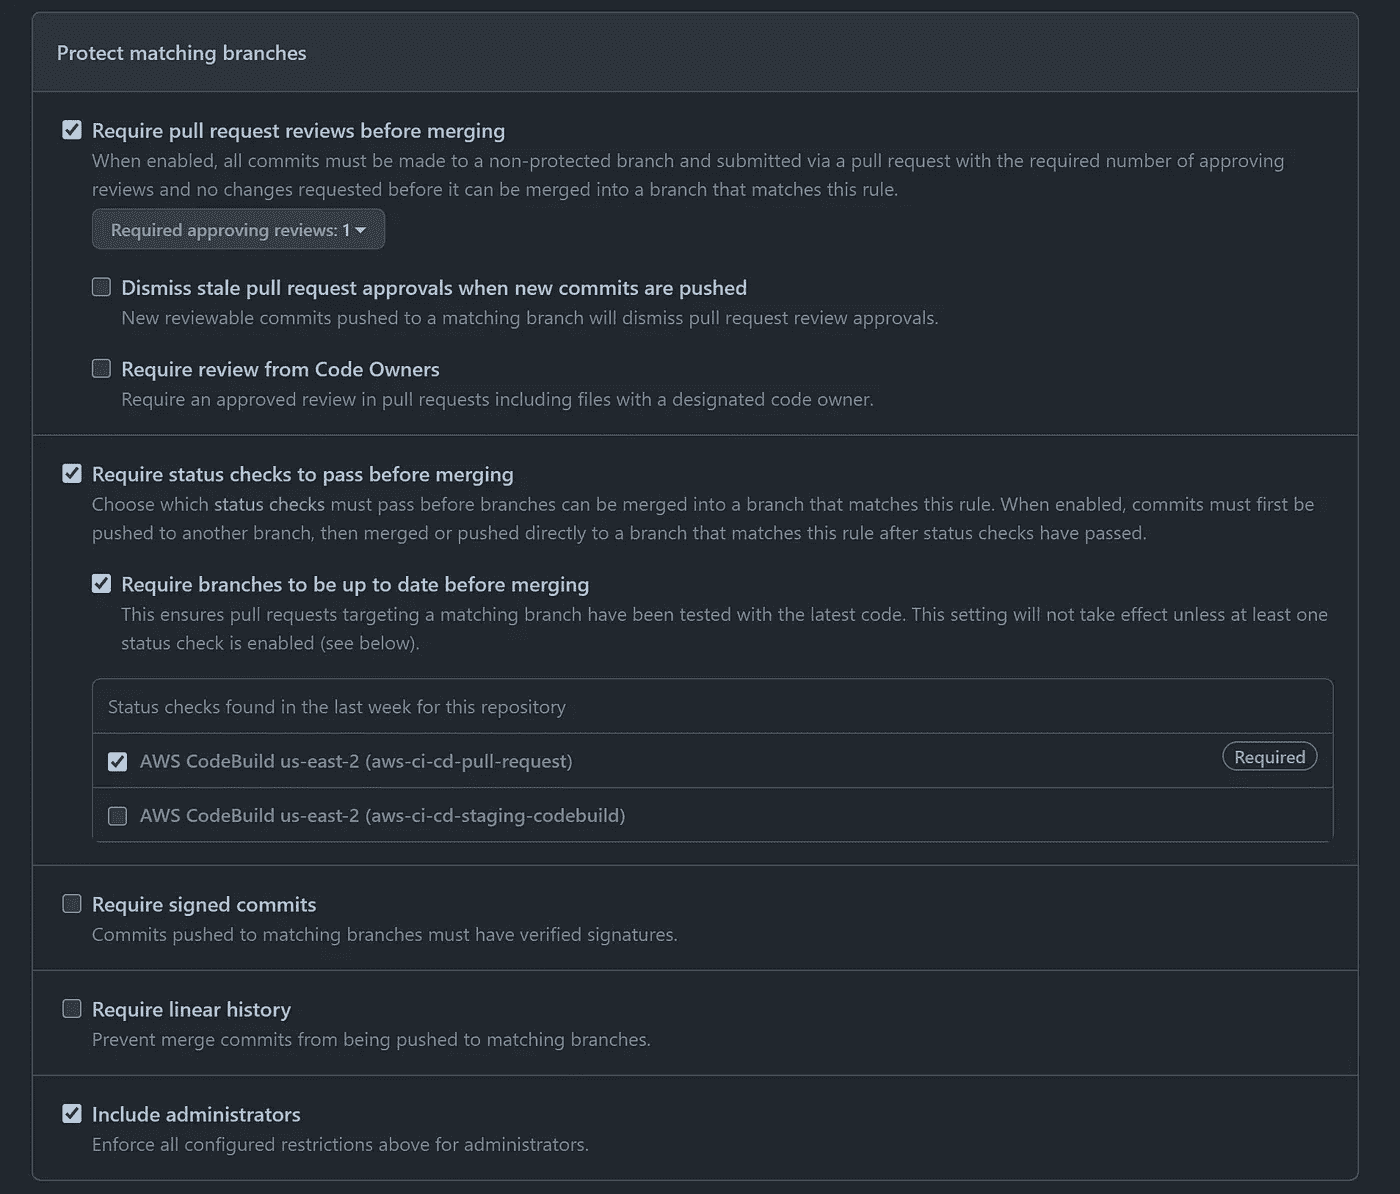 Protect matching branches
Require pull request reviews before merging
When enabled, all commits must be made to a non-protected branch and submitted via a pull request with the required number of approving
reviews and no changes requested before it can be merged into a branch that matches this rule.
Required approving reviews: 1
Dismiss stale pull request approvals when new commits are pushed
New reviewable commits pushed to a matching branch will dismiss pull request review approvals.
Require review from Code Owners
Require an approved review in pull requests including files with a designated code owner.
Require status checks to pass before merging
Choose which status checks must pass before branches can be merged into a branch that matches this rule. When enabled, commits must first be
pushed to another branch, then merged or pushed directly to a branch that matches this rule after status checks have passed.
Require branches to be up to date before merging
This ensures pull requests targeting a matching branch have been tested with the latest code. This setting will not take effect unless at least one
status check is enabled (see below).
Status checks found in the last week for this repository
AWS CodeBuild us-east-2 (aws-ci-cd-pull-request) Required
AWS CodeBuild us-east-2 (aws-ci-cd-staging-codebuild)
Require signed commits
Commits pushed to matching branches must have verified signatures.
Require linear history
Prevent merge commits from being pushed to matching branches.
Include administrators
Enforce all configured restrictions above for administrators.